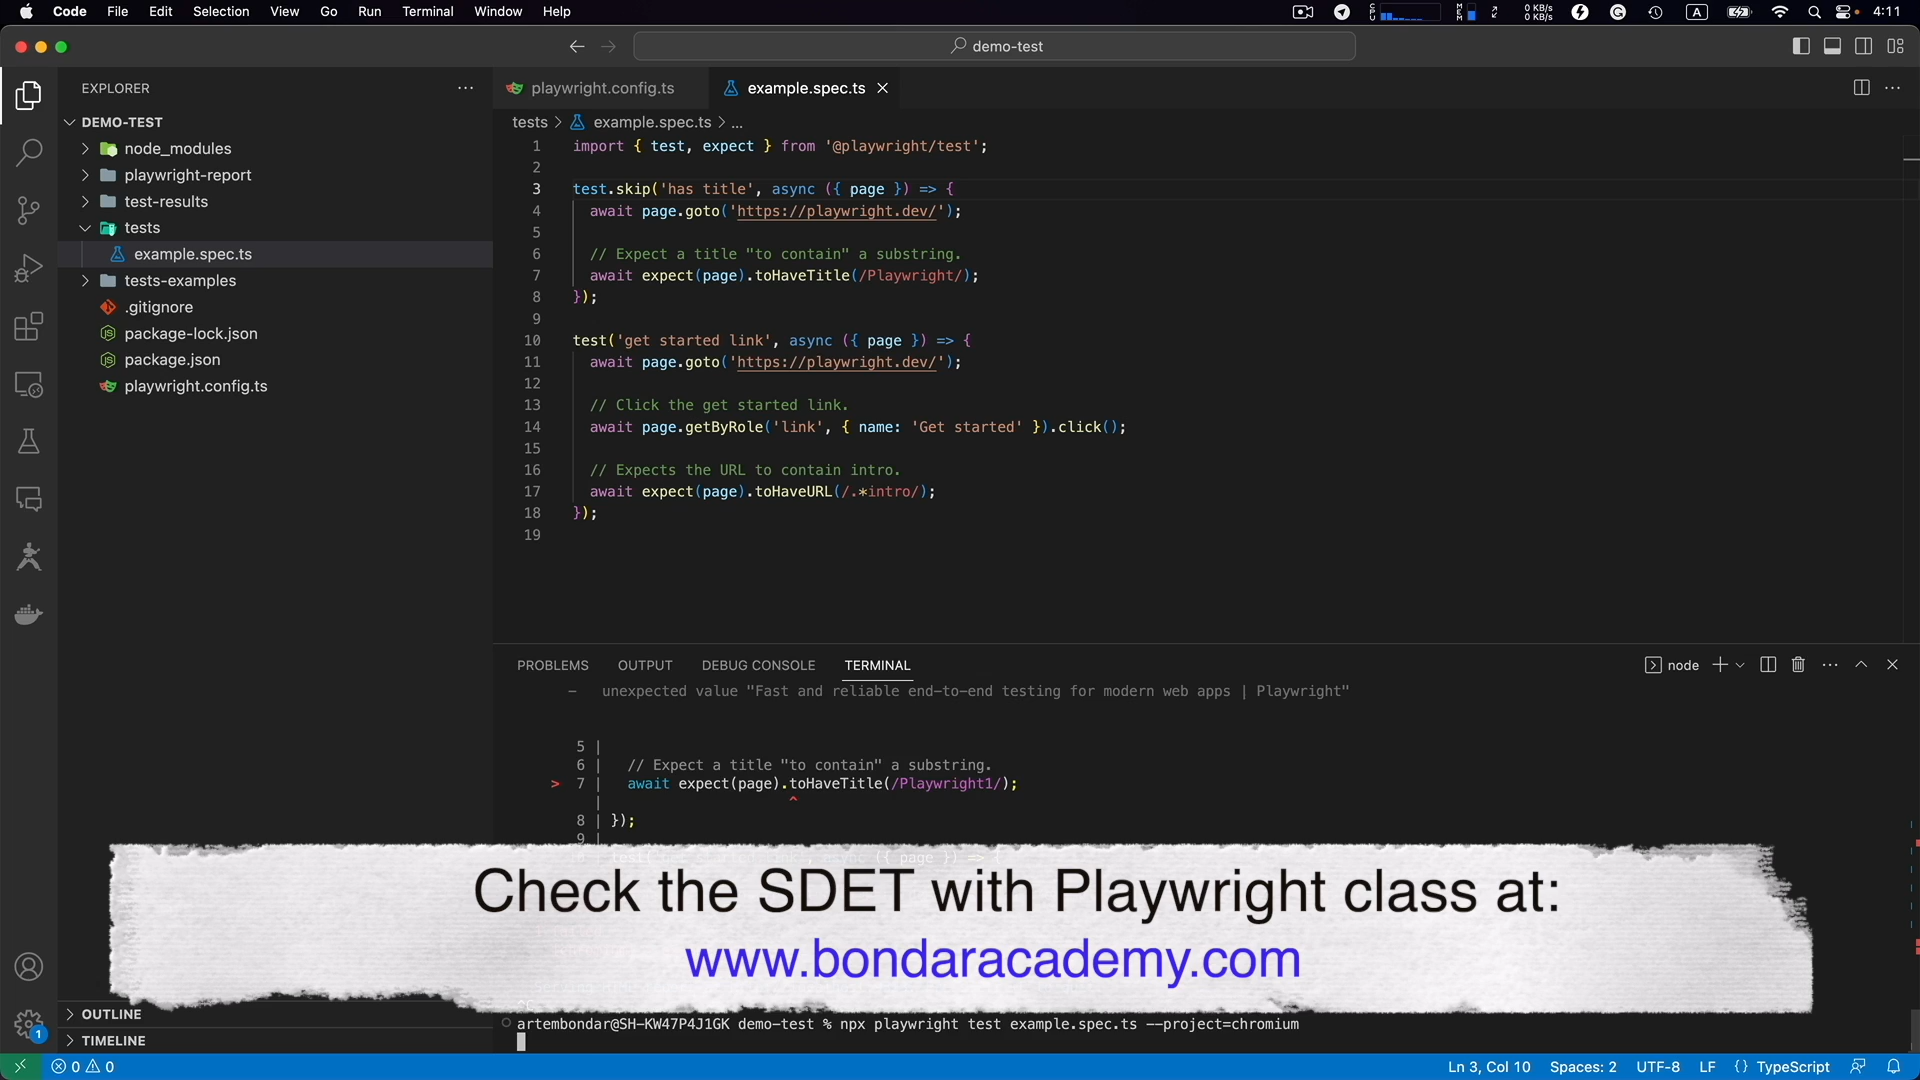 Code File Edit Selection View Go Run Terminal Window Help
0 KB/s
0 KB/s
4:11
demo-test
EXPLORER
playwright.config.ts
example.spec.ts
DEMO-TEST
node_modules
playwright-report
test-results
tests
example.spec.ts
tests-examples
.gitignore
package-lock.json
package.json
playwright.config.ts
tests > example.spec.ts > ...
1 import { test, expect } from '@playwright/test';
2
3 test.skip('has title', async ({ page }) => {
4 await page.goto('https://playwright.dev/');
5
6 // Expect a title "to contain" a substring.
7 await expect(page).toHaveTitle(/Playwright/);
8 });
9
10 test('get started link', async ({ page }) => {
11 await page.goto('https://playwright.dev/');
12
13 // Click the get started link.
14 await page.getByRole('link', { name: 'Get started' }).click();
15
16 // Expects the URL to contain intro.
17 await expect(page).toHaveURL(/.*intro/);
18 });
19
PROBLEMS OUTPUT DEBUG CONSOLE TERMINAL
node
- unexpected value "Fast and reliable end-to-end testing for modern web apps | Playwright"
5 |
6 | // Expect a title "to contain" a substring.
> 7 | await expect(page).toHaveTitle(/Playwright1/);
| ^
8 | });
9 |
Check the SDET with Playwright class at:
www.bondaracademy.com
OUTLINE
TIMELINE
1
artembondar@SH-KW47P4J1GK demo-test % npx playwright test example.spec.ts --project=chromium
0 0
Ln 3, Col 10 Spaces: 2 UTF-8 LF {} TypeScript